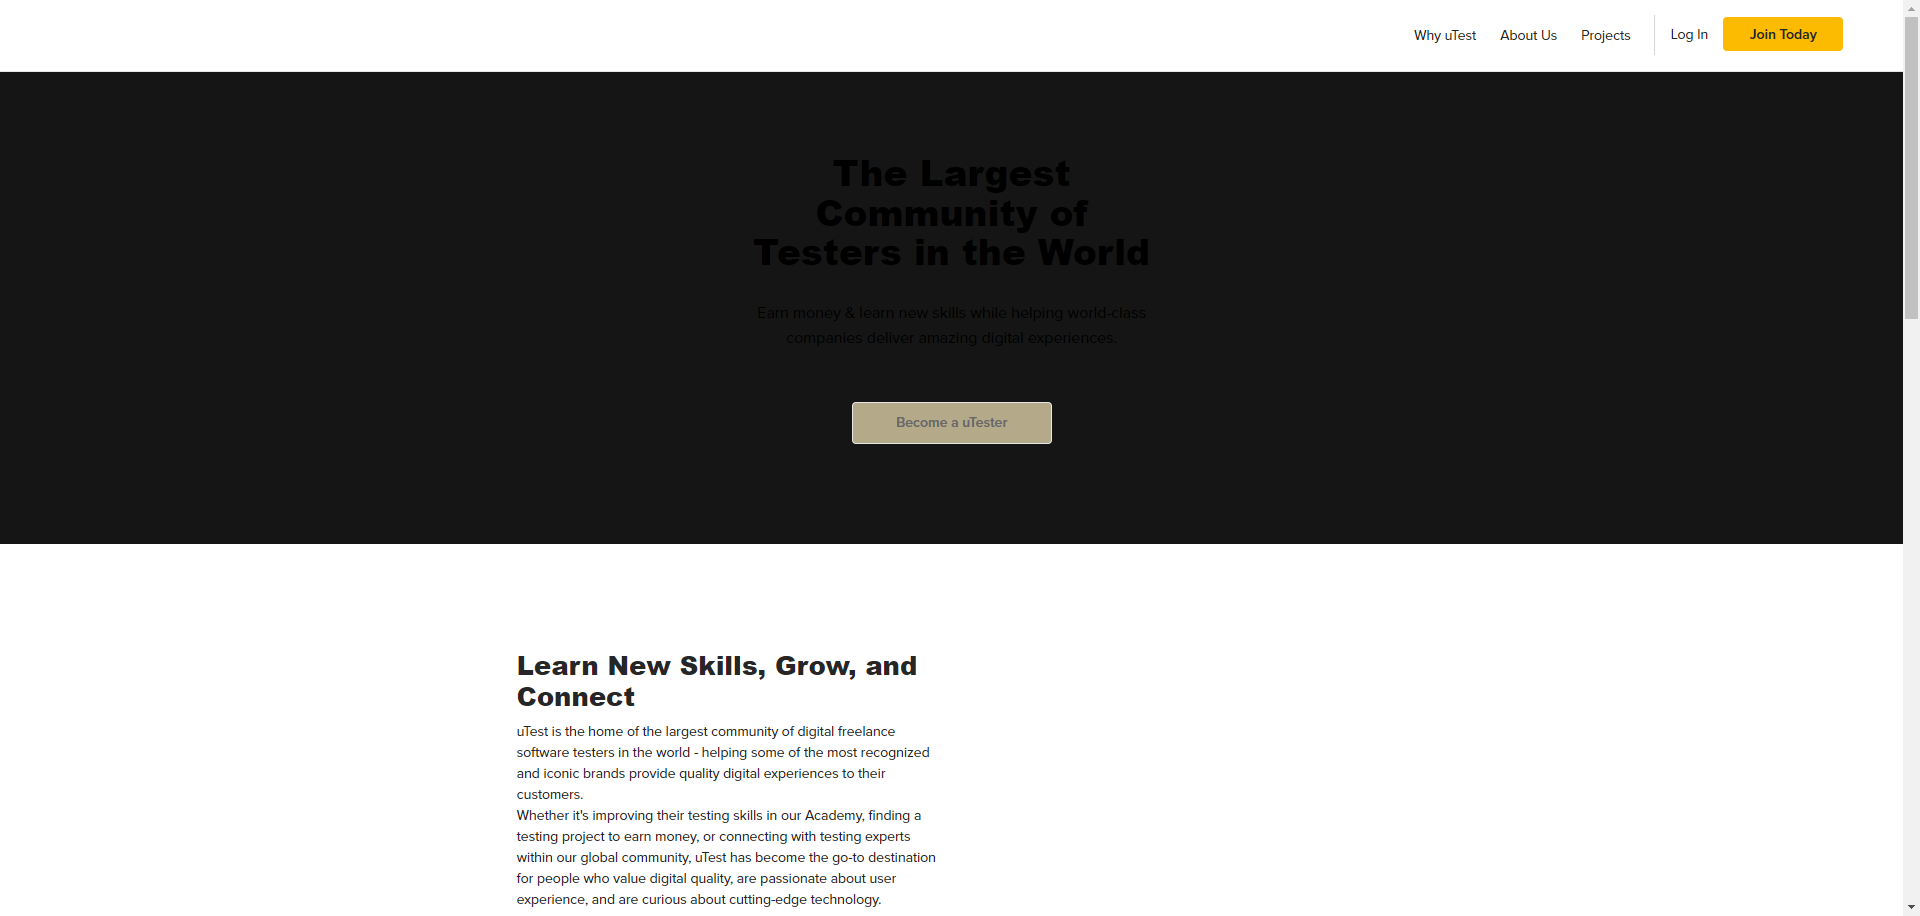 Why uTest
About Us
Projects
Log In
Join Today
The Largest
Community of
Testers in the World
Earn money & learn new skills while helping world-class
companies deliver amazing digital experiences.
Become a uTester
Learn New Skills, Grow, and
Connect
uTest is the home of the largest community of digital freelance
software testers in the world - helping some of the most recognized
and iconic brands provide quality digital experiences to their
customers.
Whether it's improving their testing skills in our Academy, finding a
testing project to earn money, or connecting with testing experts
within our global community, uTest has become the go-to destination
for people who value digital quality, are passionate about user
experience, and are curious about cutting-edge technology.